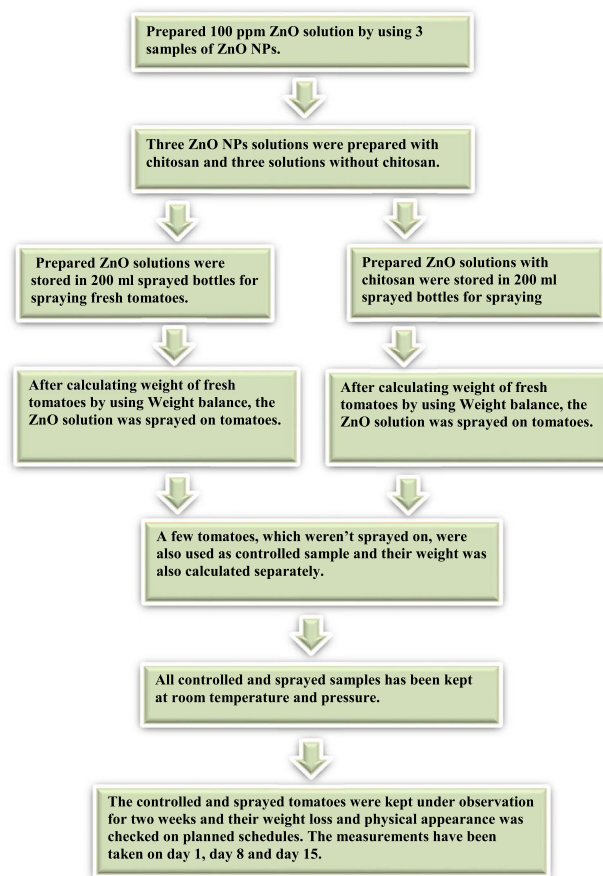 Prepared 100 ppm ZnO solution by using 3
samples of ZnO NPs.
Three ZnO NPs solutions were prepared with
chitosan and three solutions without chitosan.
Prepared ZnO solutions were
stored in 200 ml sprayed bottles for
spraying fresh tomatoes.
Prepared ZnO solutions with
chitosan were stored in 200 ml
sprayed bottles for spraying
After calculating weight of fresh
tomatoes by using Weight balance, the
ZnO solution was sprayed on tomatoes.
After calculating weight of fresh
tomatoes by using Weight balance, the
ZnO solution was sprayed on tomatoes.
A few tomatoes, which weren’t sprayed on, were
also used as controlled sample and their weight was
also calculated separately.
All controlled and sprayed samples has been kept
at room temperature and pressure.
The controlled and sprayed tomatoes were kept under observation
for two weeks and their weight loss and physical appearance was
checked on planned schedules. The measurements have been
taken on day 1, day 8 and day 15.